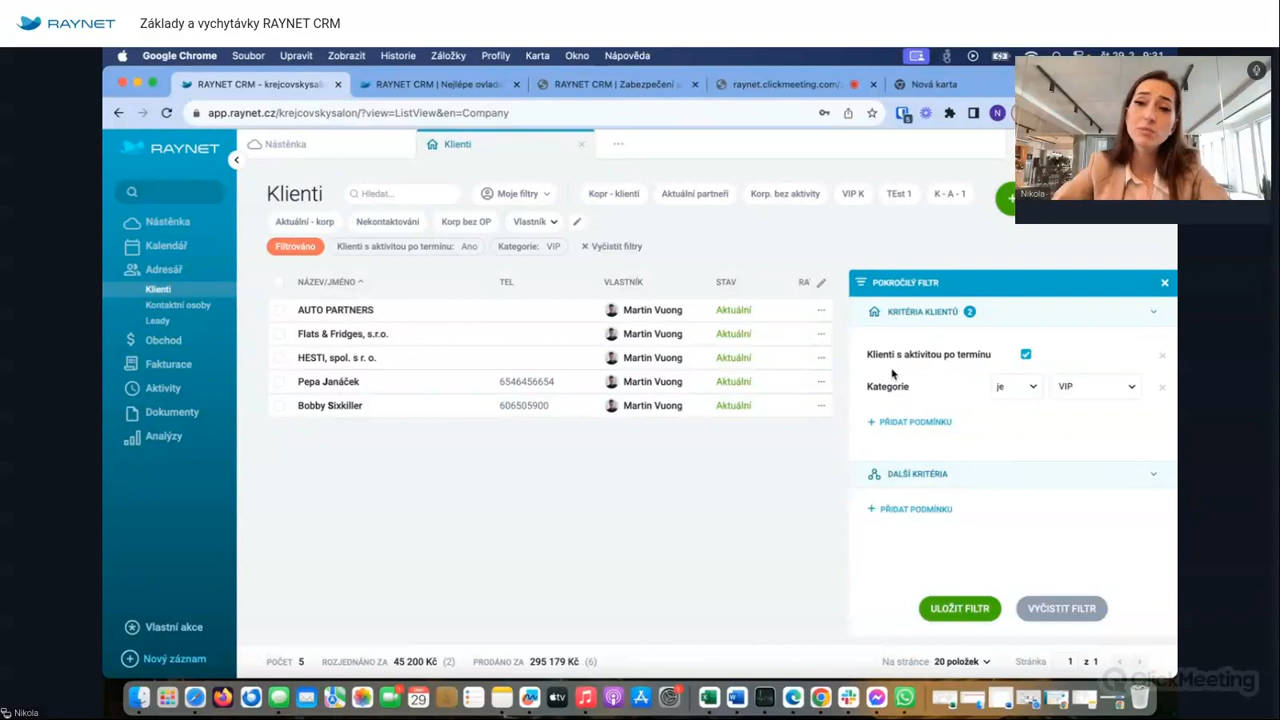 RAYNET Základy a vychytávky RAYNET CRM
Google Chrome Soubor Upravit Zobrazit Historie Záložky Profily Karta Okno Nápověda
RAYNET CRM - krejcovskysalo
RAYNET CRM | Nejlépe ovlada
RAYNET CRM | Zabezpečení
raynet.clickmeeting.com/
Nová karta
app.raynet.cz/krejcovskysalon/?view=ListView&en=Company
N
RAYNET
Nástěnka
Kalendář
Adresář
Klienti
Kontaktní osoby
Leady
Obchod
Fakturace
Aktivity
Dokumenty
Analýzy
Vlastní akce
Nový záznam
Nástěnka
Klienti
Klienti
Hledat...
Moje filtry
Kopr - klienti
Aktuální partneři
Korp. bez aktivity
VIP K
TEst 1
K - A - 1
Aktuální - korp
Nekontaktování
Korp bez OP
Vlastník
Filtrováno
Klienti s aktivitou po termínu: Ano
Kategorie: VIP
Vyčistit filtry
NÁZEV/JMÉNO TEL VLASTNÍK STAV RA
AUTO PARTNERS Martin Vuong Aktuální
Flats & Fridges, s.r.o. Martin Vuong Aktuální
HESTI, spol. s r. o. Martin Vuong Aktuální
Pepa Janáček 6546456654 Martin Vuong Aktuální
Bobby Sixkiller 606505900 Martin Vuong Aktuální
POKROČILÝ FILTR
KRITÉRIA KLIENTŮ 2
Klienti s aktivitou po termínu
Kategorie je VIP
+ PŘIDAT PODMÍNKU
DALŠÍ KRITÉRIA
+ PŘIDAT PODMÍNKU
ULOŽIT FILTR
VYČISTIT FILTR
POČET 5 ROZJEDNÁNO ZA 45 200 Kč (2) PRODÁNO ZA 295 179 Kč (6)
Na stránce 20 položek Stránka 1 z 1
ClickMeeting
29
Nikola-
Nikola